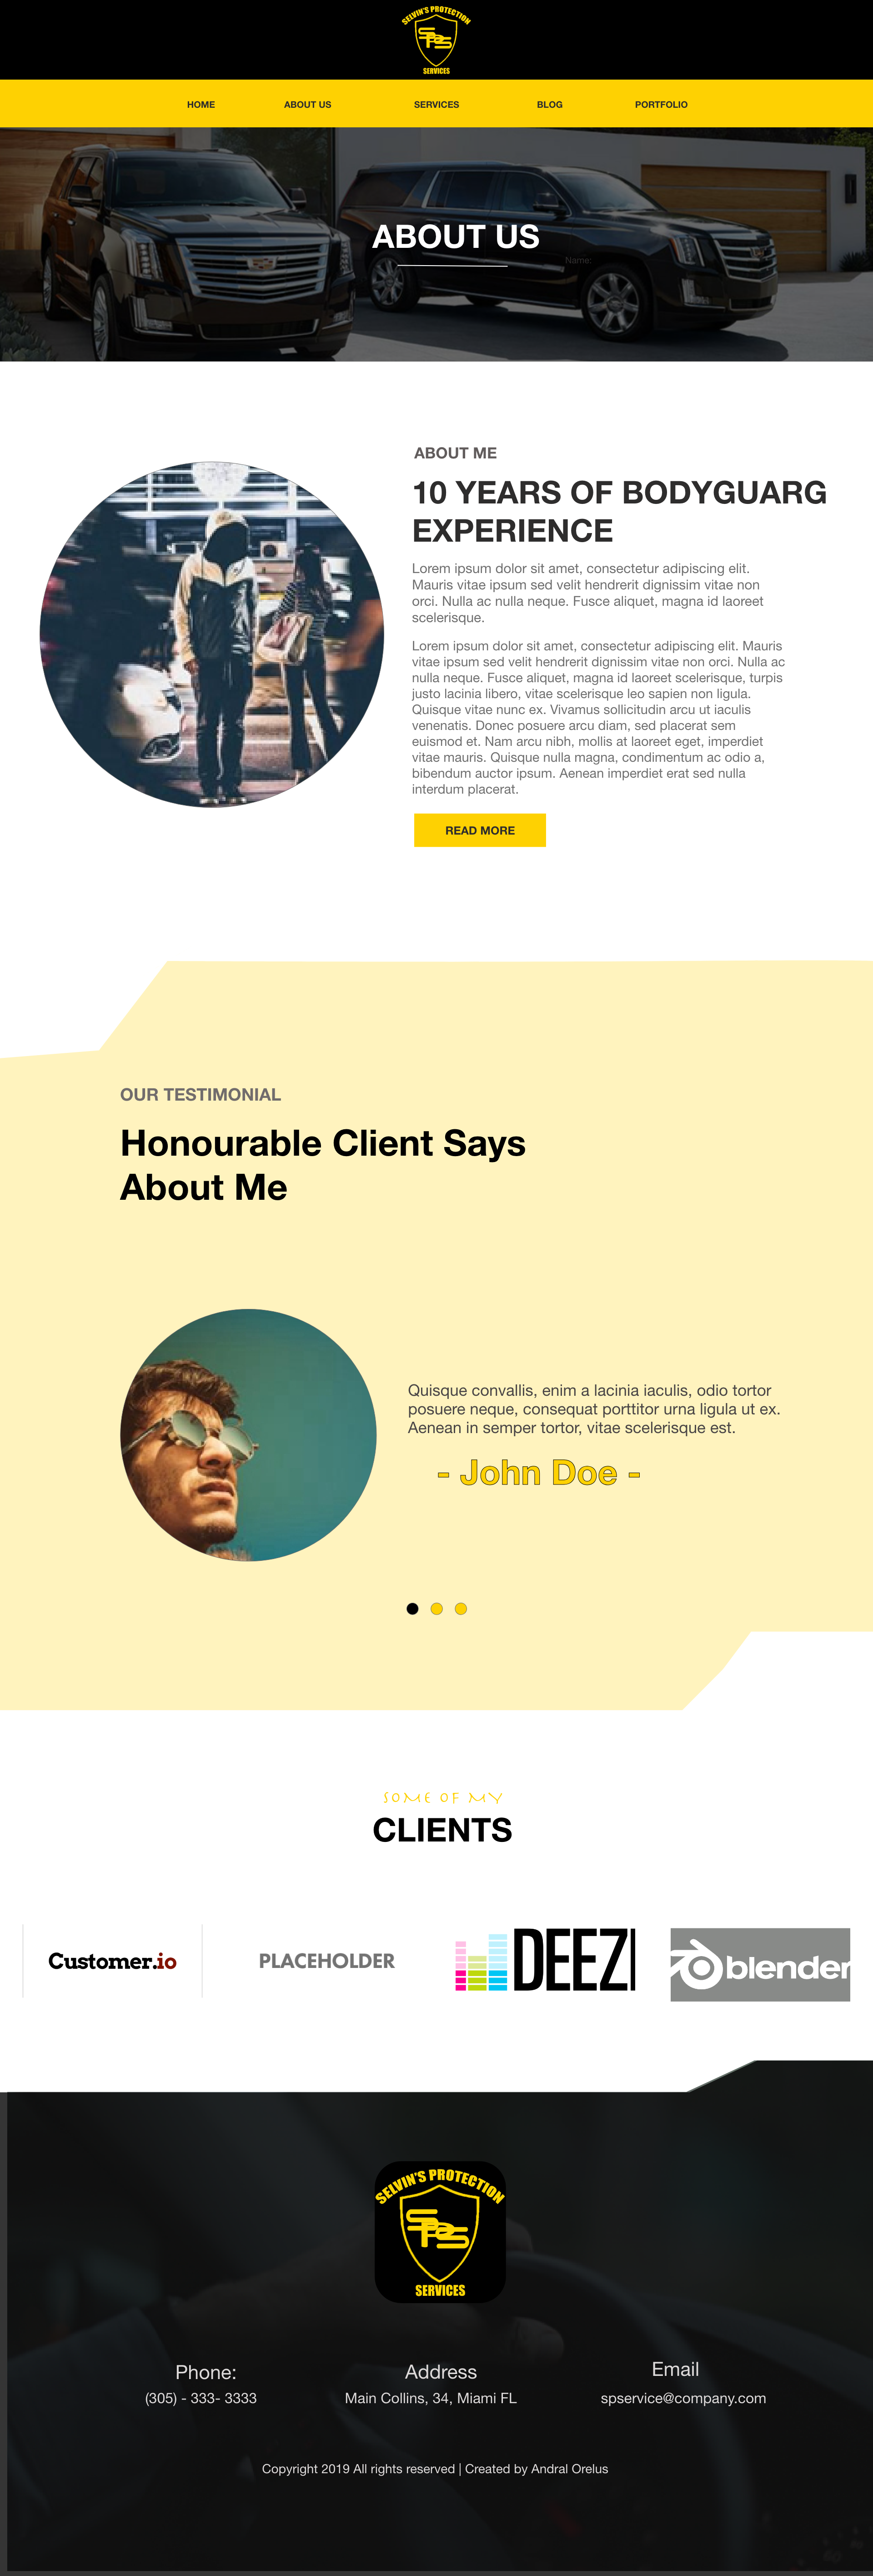 SELVIN'S PROTECTION
SPS
SERVICES
HOME ABOUT US SERVICES BLOG PORTFOLIO
ABOUT US
Name:
ABOUT ME
10 YEARS OF BODYGUARG
EXPERIENCE
Lorem ipsum dolor sit amet, consectetur adipiscing elit.
Mauris vitae ipsum sed velit hendrerit dignissim vitae non
orci. Nulla ac nulla neque. Fusce aliquet, magna id laoreet
scelerisque.
Lorem ipsum dolor sit amet, consectetur adipiscing elit. Mauris
vitae ipsum sed velit hendrerit dignissim vitae non orci. Nulla ac
nulla neque. Fusce aliquet, magna id laoreet scelerisque, turpis
justo lacinia libero, vitae scelerisque leo sapien non ligula.
Quisque vitae nunc ex. Vivamus sollicitudin arcu ut iaculis
venenatis. Donec posuere arcu diam, sed placerat sem
euismod et. Nam arcu nibh, mollis at laoreet eget, imperdiet
vitae mauris. Quisque nulla magna, condimentum ac odio a,
bibendum auctor ipsum. Aenean imperdiet erat sed nulla
interdum placerat.
READ MORE
OUR TESTIMONIAL
Honourable Client Says
About Me
Quisque convallis, enim a lacinia iaculis, odio tortor
posuere neque, consequat porttitor urna ligula ut ex.
Aenean in semper tortor, vitae scelerisque est.
- John Doe -
SOME OF MY
CLIENTS
Customer.io PLACEHOLDER DEEZ blender
SELVIN'S PROTECTION
SPS
SERVICES
Phone: Address Email
(305) - 333- 3333 Main Collins, 34, Miami FL spservice@company.com
Copyright 2019 All rights reserved | Created by Andral Orelus